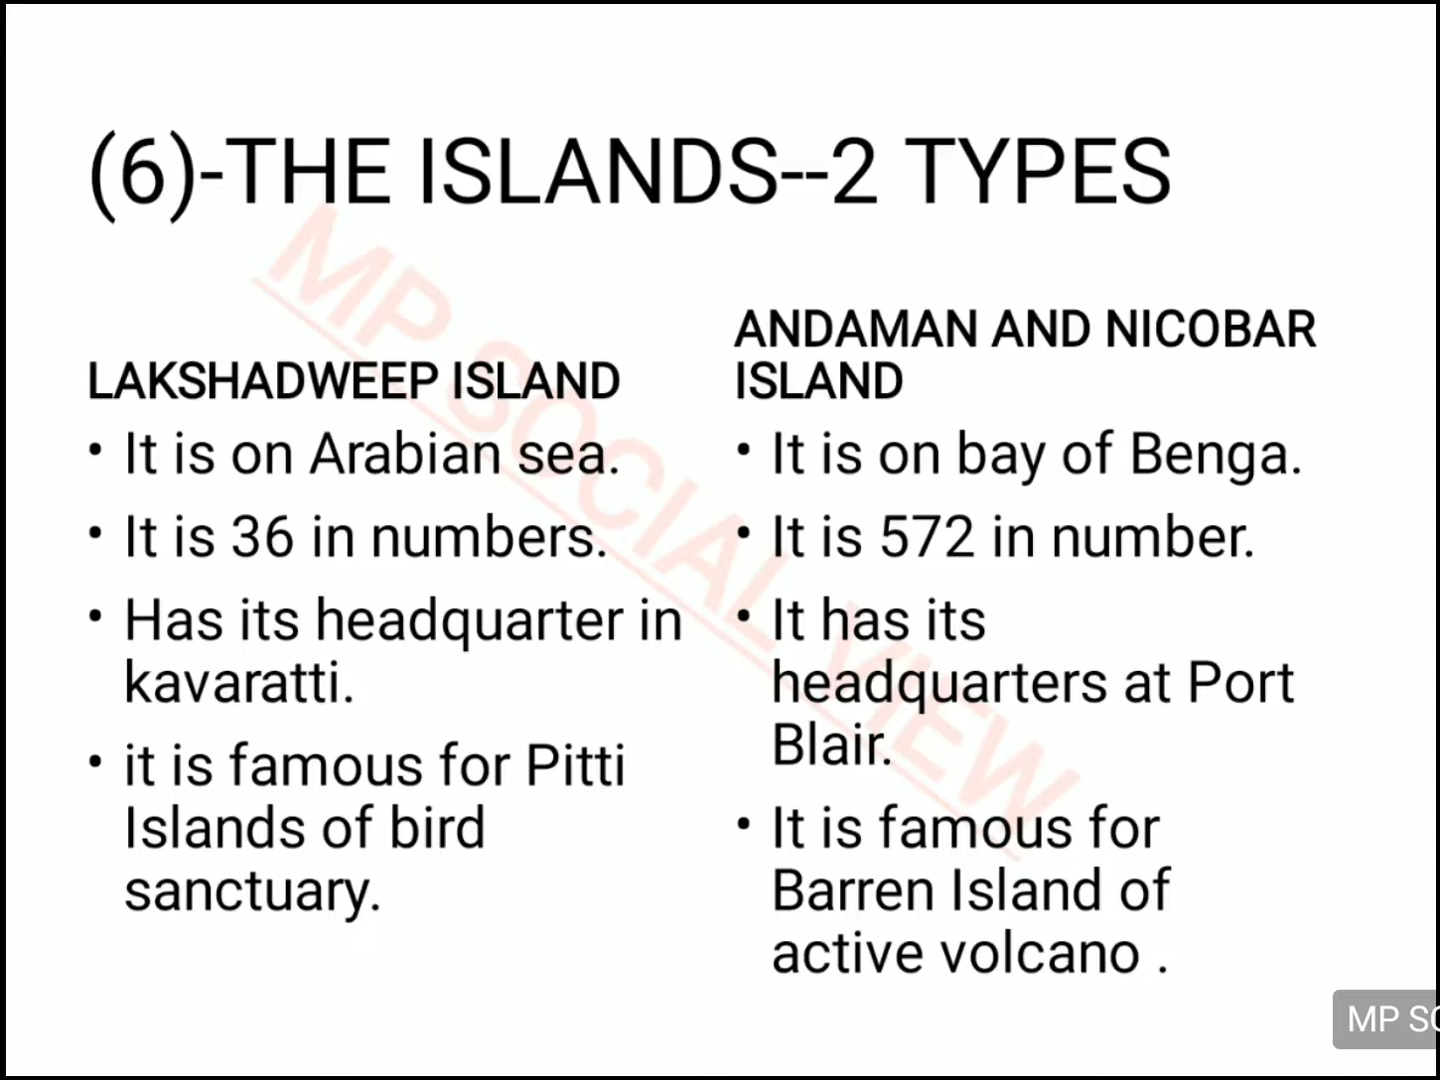 (6)-THE ISLANDS--2 TYPES
LAKSHADWEEP ISLAND
• It is on Arabian sea.
• It is 36 in numbers.
• Has its headquarter in
kavaratti.
• it is famous for Pitti
Islands of bird
sanctuary.
ANDAMAN AND NICOBAR
ISLAND
• It is on bay of Benga.
• It is 572 in number.
• It has its
headquarters at Port
Blair.
• It is famous for
Barren Island of
active volcano .
MP SOCIAL VIEW
MP SO